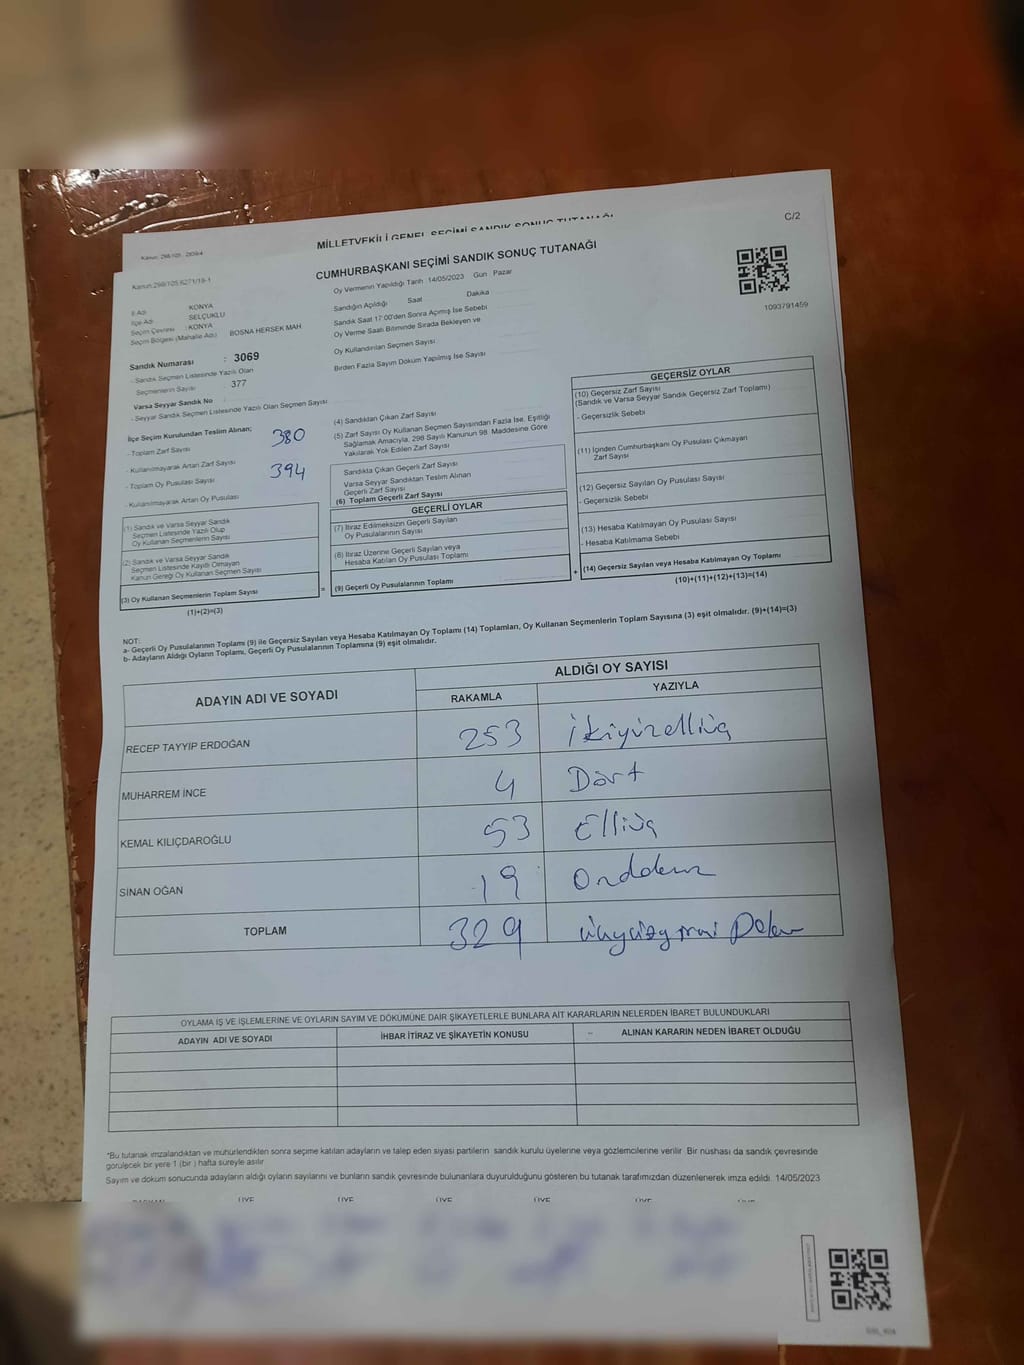 MİLLETVEKİLİ GENEL SEÇİMİ SANDIK SONUÇ TUTANAĞI
C/2
Kanun:298/105.6271/19-1
CUMHURBAŞKANI SEÇİMİ SANDIK SONUÇ TUTANAĞI
1093791459
İl Adı : KONYA
İlçe Adı : SELÇUKLU
Seçim Çevresi : KONYA
Seçim Bölgesi (Mahalle Adı) : BOSNA HERSEK MAH
Sandık Numarası : 3069
- Sandık Seçmen Listesinde Yazılı Olan
Seçmenlerin Sayısı : 377
Varsa Seyyar Sandık No
- Seyyar Sandık Seçmen Listesinde Yazılı Olan Seçmen Sayısı
İlçe Seçim Kurulundan Teslim Alınan;
- Toplam Zarf Sayısı 380
- Kullanılmayarak Artan Zarf Sayısı
- Toplam Oy Pusulası Sayısı 394
- Kullanılmayarak Artan Oy Pusulası
(1) Sandık ve Varsa Seyyar Sandık
Seçmen Listesinde Yazılı Olup
Oy Kullanan Seçmenlerin Sayısı
(2) Sandık ve Varsa Seyyar Sandık
Seçmen Listesinde Kayıtlı Olmayan
Kanun Gereği Oy Kullanan Seçmen Sayısı
(3) Oy Kullanan Seçmenlerin Toplam Sayısı
(1)+(2)=(3)
Oy Vermenin Yapıldığı Tarih 14/05/2023 Gün Pazar
Sandığın Açıldığı Saat Dakika
Sandık Saat 17:00'den Sonra Açımış İse Sebebi
Oy Verme Saati Bitiminde Sırada Bekleyen ve
Oy Kullandırılan Seçmen Sayısı
Birden Fazla Sayım Döküm Yapılmış İse Sayısı
(4) Sandıktan Çıkan Zarf Sayısı
(5) Zarf Sayısı Oy Kullanan Seçmen Sayısından Fazla İse, Eşitliği
Sağlamak Amacıyla, 298 Sayılı Kanunun 98. Maddesine Göre
Yakılarak Yok Edilen Zarf Sayısı
Sandıkta Çıkan Geçerli Zarf Sayısı
Varsa Seyyar Sandıktan Teslim Alınan
Geçerli Zarf Sayısı
(6) Toplam Geçerli Zarf Sayısı
GEÇERLİ OYLAR
(7) İtiraz Edilmeksizin Geçerli Sayılan
Oy Pusulalarının Sayısı
(8) İtiraz Üzerine Geçerli Sayılan veya
Hesaba Katılan Oy Pusulası Toplamı
= (9) Geçerli Oy Pusulalarının Toplamı
GEÇERSİZ OYLAR
(10) Geçersiz Zarf Sayısı
(Sandık ve Varsa Seyyar Sandık Geçersiz Zarf Toplamı)
- Geçersizlik Sebebi
(11) İçinden Cumhurbaşkanı Oy Pusulası Çıkmayan
Zarf Sayısı
(12) Geçersiz Sayılan Oy Pusulası Sayısı
- Geçersizlik Sebebi
(13) Hesaba Katılmayan Oy Pusulası Sayısı
- Hesaba Katılmama Sebebi
+ (14) Geçersiz Sayılan veya Hesaba Katılmayan Oy Toplamı
(10)+(11)+(12)+(13)=(14)
NOT:
a- Geçerli Oy Pusulalarının Toplamı (9) ile Geçersiz Sayılan veya Hesaba Katılmayan Oy Toplamı (14) Toplamları, Oy Kullanan Seçmenlerin Toplam Sayısına (3) eşit olmalıdır. (9)+(14)=(3)
b- Adayların Aldığı Oyların Toplamı, Geçerli Oy Pusulalarının Toplamına (9) eşit olmalıdır.
ADAYIN ADI VE SOYADI ALDIĞI OY SAYISI
RAKAMLA YAZIYLA
RECEP TAYYİP ERDOĞAN 253 ikiyüzelliüç
MUHARREM İNCE 4 Dört
KEMAL KILIÇDAROĞLU 53 Elliüç
SİNAN OĞAN 19 Ondokuz
TOPLAM 329
OYLAMA İŞ VE İŞLEMLERİNE VE OYLARIN SAYIM VE DÖKÜMÜNE DAİR ŞİKAYETLERLE BUNLARA AİT KARARLARIN NELERDEN İBARET BULUNDUKLARI
ADAYIN ADI VE SOYADI İHBAR İTİRAZ VE ŞİKAYETİN KONUSU ALINAN KARARIN NEDEN İBARET OLDUĞU
*Bu tutanak imzalandıktan ve mühürlendikten sonra seçime katılan adayların ve talep eden siyasi partilerin sandık kurulu üyelerine veya gözlemcilerine verilir. Bir nüshası da sandık çevresinde
görülecek bir yere 1 (bir) hafta süreyle asılır
Sayım ve döküm sonucunda adayların aldığı oyların sayılarını ve bunların sandık çevresinde bulunanlara duyurulduğunu gösteren bu tutanak tarafımızdan düzenlenerek imza edildi. 14/05/2023
BAŞKAN ÜYE ÜYE ÜYE ÜYE ÜYE ÜYE